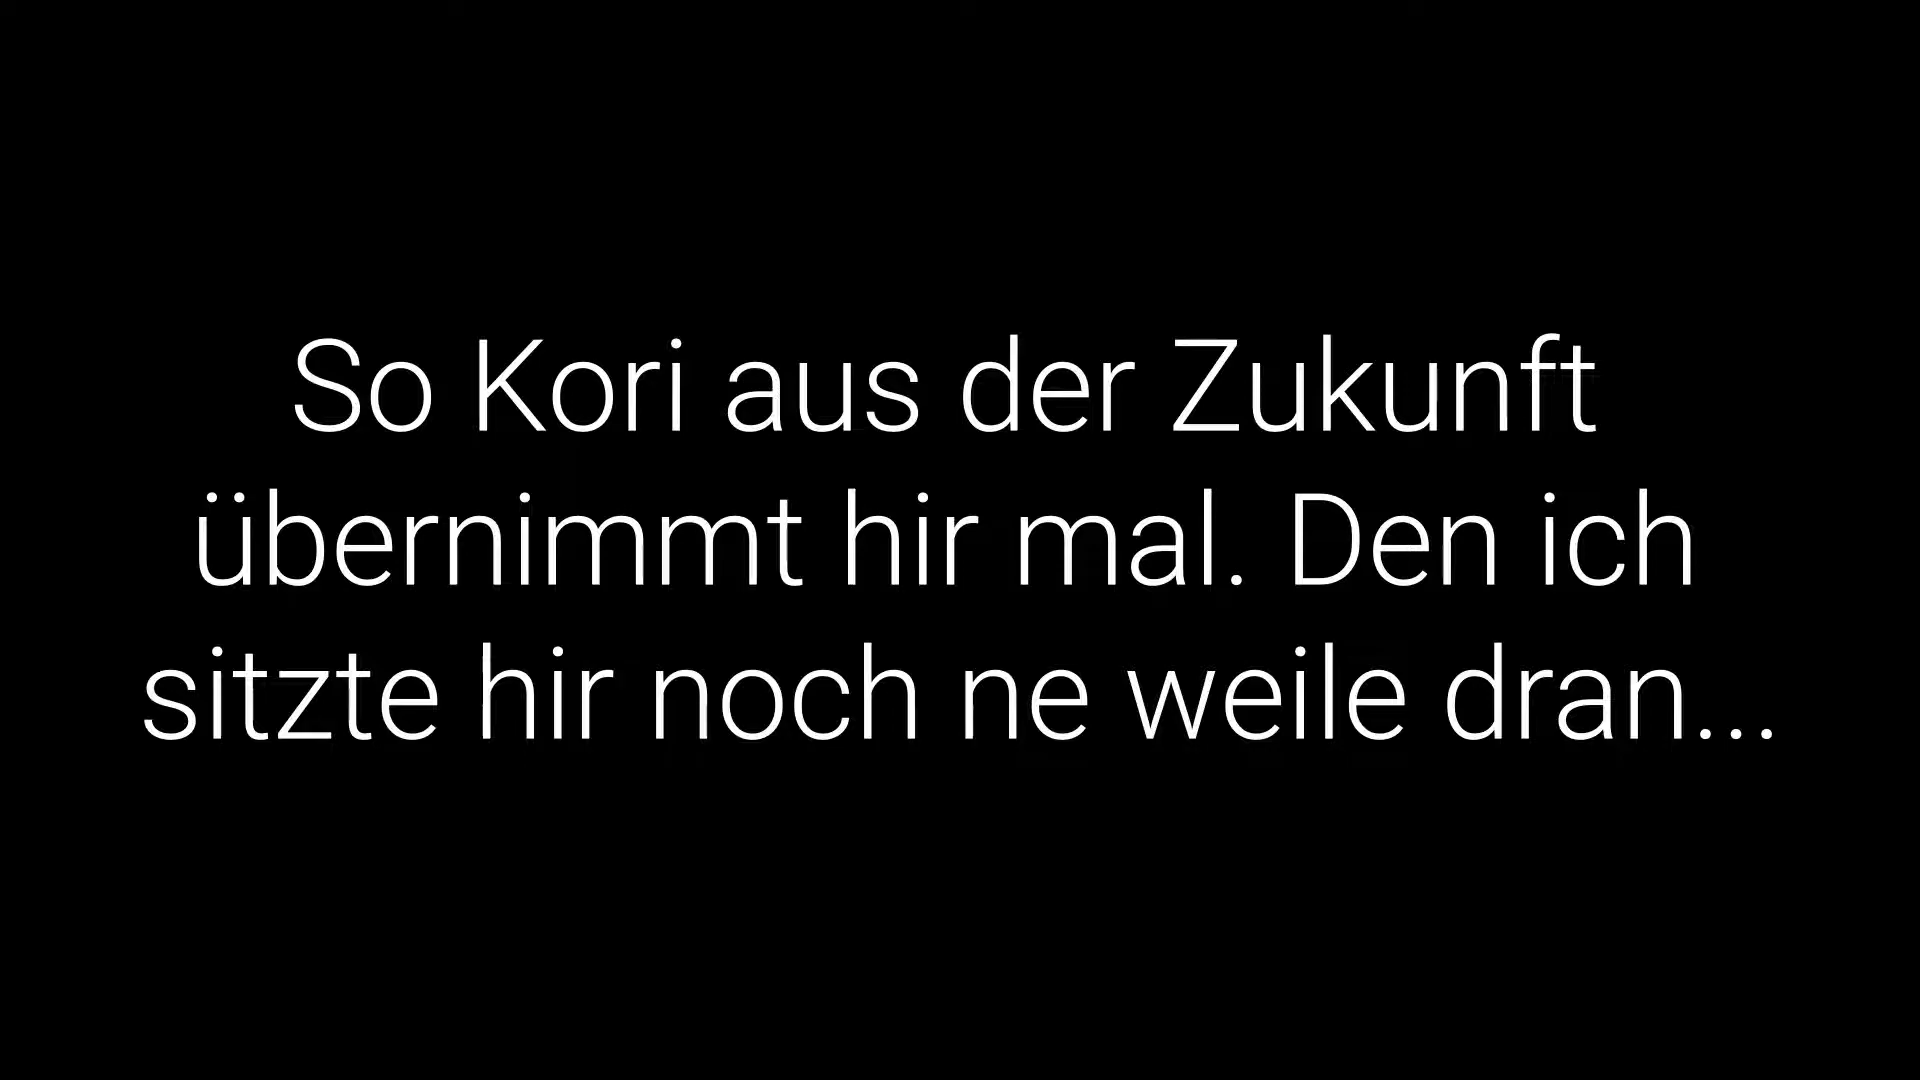 So Kori aus der Zukunft
übernimmt hir mal. Den ich
sitzte hir noch ne weile dran...